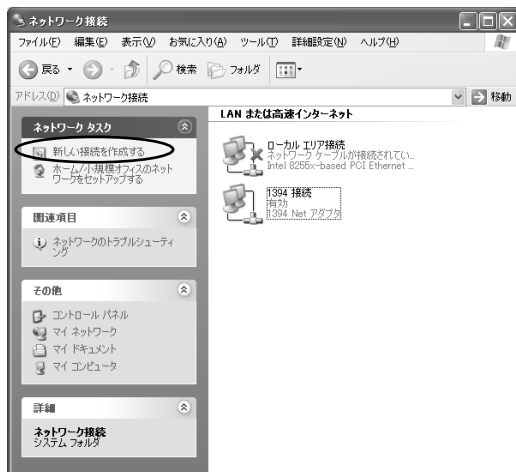 ネットワーク接続
ファイル(F) 編集(E) 表示(V) お気に入り(A) ツール(T) 詳細設定(N) ヘルプ(H)
戻る 検索 フォルダ
アドレス(D) ネットワーク接続 移動
ネットワーク タスク
新しい接続を作成する
ホーム/小規模オフィスのネット
ワークをセットアップする
関連項目
ネットワークのトラブルシューティ
ング
その他
コントロール パネル
マイ ネットワーク
マイ ドキュメント
マイ コンピュータ
詳細
ネットワーク接続
システム フォルダ
LAN または高速インターネット
ローカル エリア接続
ネットワーク ケーブルが接続されてい...
Intel 8255x-based PCI Ethernet ...
1394 接続
有効
1394 Net アダプタ